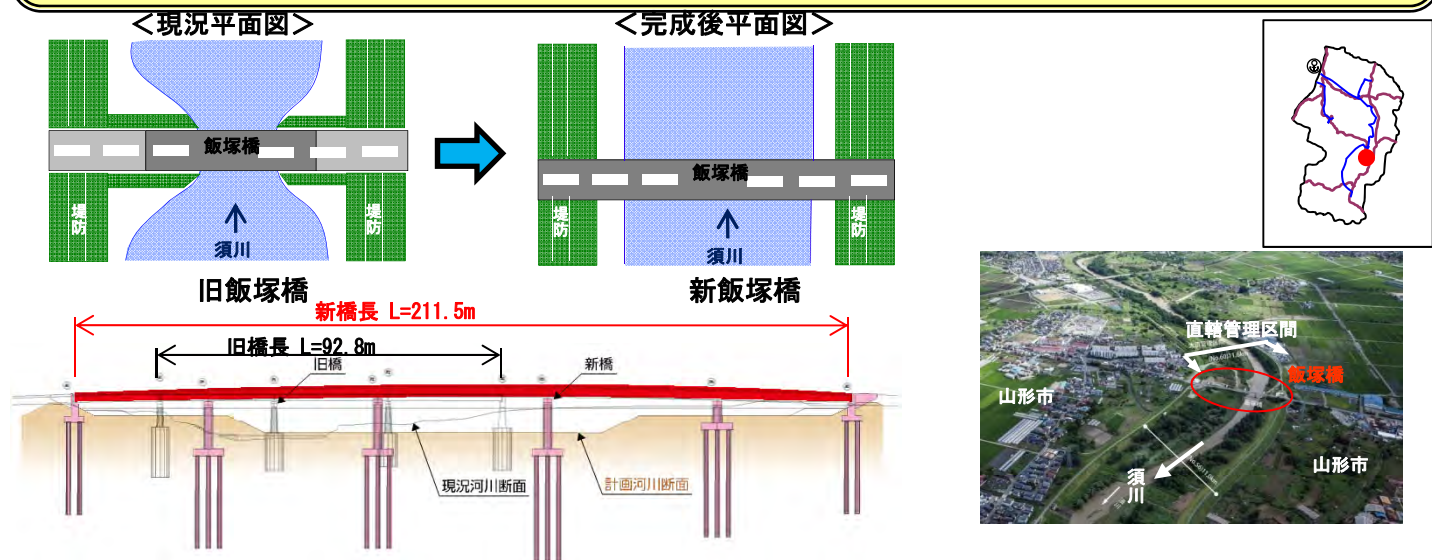 ＜現況平面図＞
飯塚橋
堤防
堤防
須川
旧飯塚橋
＜完成後平面図＞
飯塚橋
堤防
堤防
須川
新飯塚橋
新橋長 L=211.5m
旧橋長 L=92.8m
旧橋
新橋
現況河川断面
計画河川断面
直轄管理区間
飯塚橋
山形市
山形市
須川